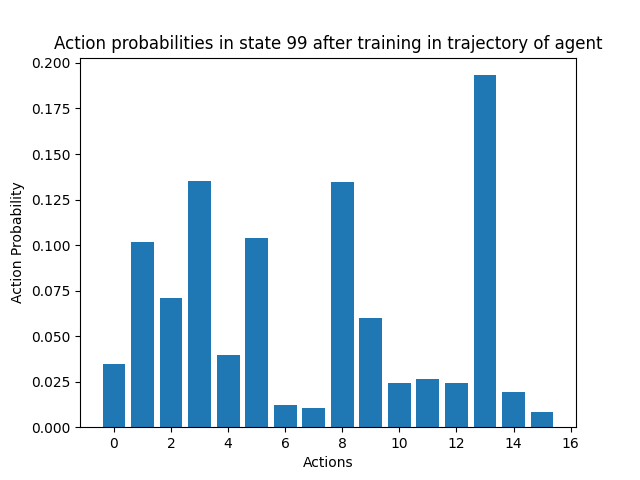 Action probabilities in state 99 after training in trajectory of agent
0.200
0.175
0.150
0.125
0.100
0.075
0.050
0.025
0.000
Action Probability
0 2 4 6 8 10 12 14 16
Actions